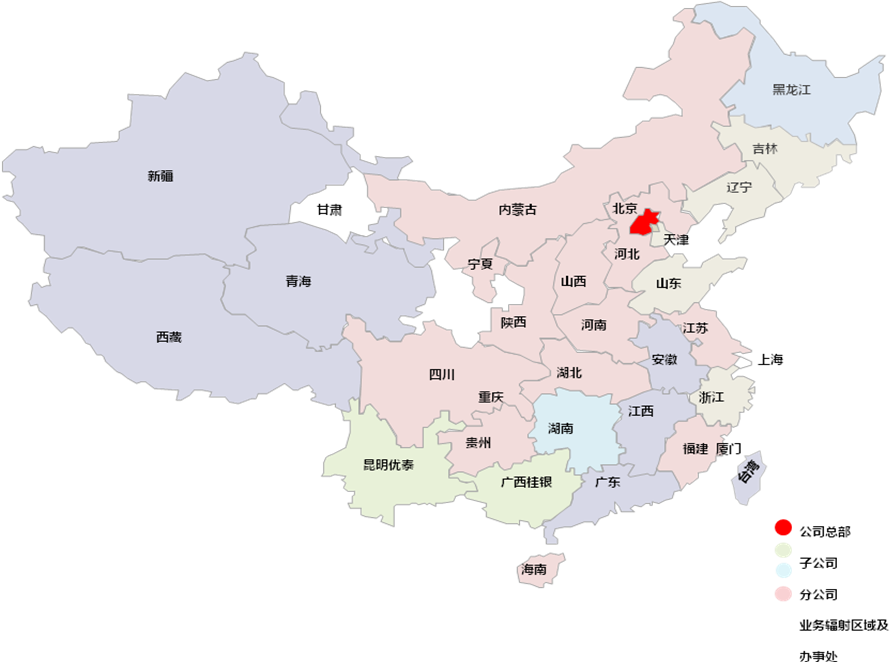 黑龙江
吉林
辽宁
新疆
甘肃
内蒙古
北京
天津
宁夏
河北
青海
山西
山东
陕西
河南
江苏
西藏
安徽
上海
四川
湖北
重庆
浙江
江西
湖南
贵州
福建 厦门
昆明优泰
广西桂银
广东
海南
公司总部
子公司
分公司
业务辐射区域及
办事处